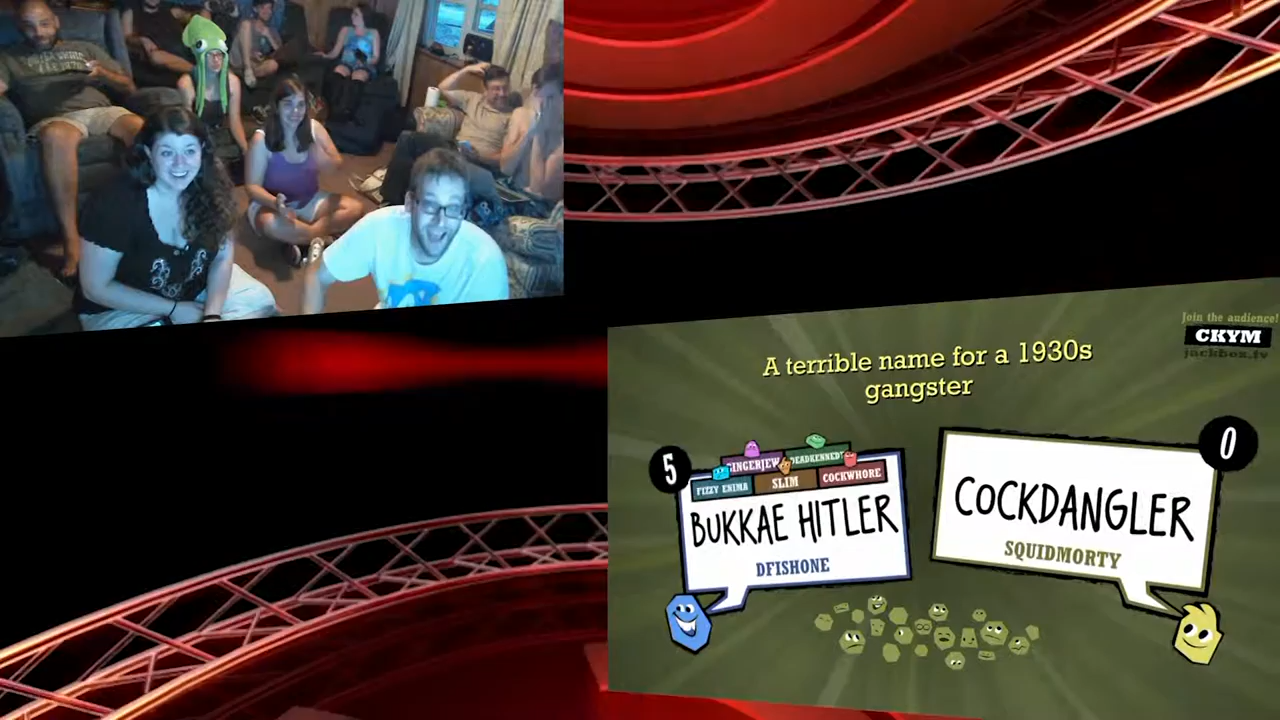 Join the audience!
CKYM
jackbox.tv
A terrible name for a 1930s
gangster
5
0
GINGERJEW
DEADKENNEDY
FIZZY ENIMA
SLIM
COCKWHORE
BUKKAE HITLER
DFISHONE
COCKDANGLER
SQUIDMORTY